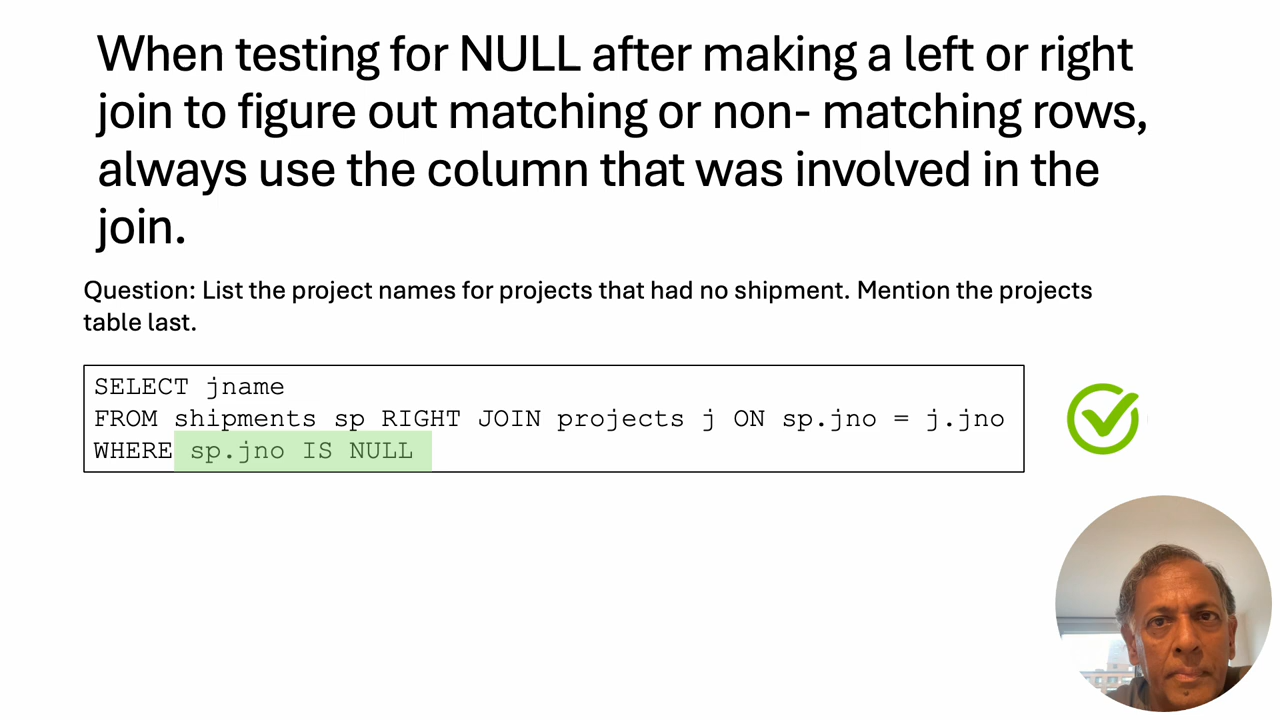 When testing for NULL after making a left or right
join to figure out matching or non- matching rows,
always use the column that was involved in the
join.
Question: List the project names for projects that had no shipment. Mention the projects
table last.
SELECT jname
FROM shipments sp RIGHT JOIN projects j ON sp.jno = j.jno
WHERE sp.jno IS NULL